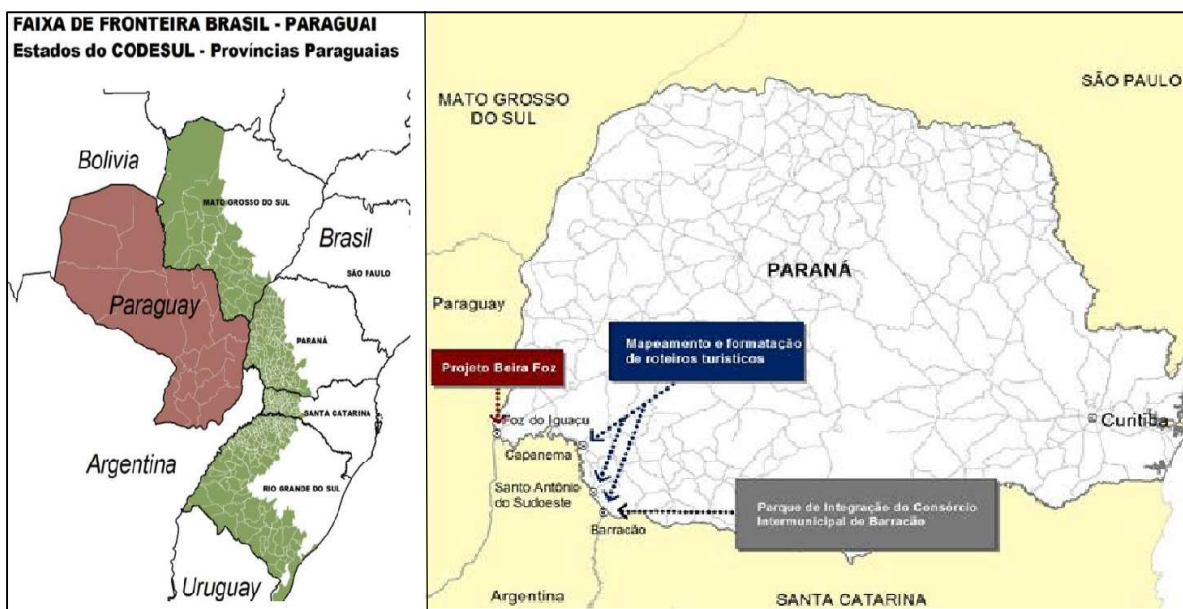 FAIXA DE FRONTEIRA BRASIL - PARAGUAI
Estados do CODESUL - Províncias Paraguaias
Bolivia
MATO GROSSO DO SUL
Brasil
SÃO PAULO
Paraguay
PARANÁ
SANTA CATARINA
Argentina
RIO GRANDE DO SUL
Uruguay
MATO GROSSO
DO SUL
SÃO PAULO
PARANÁ
Paraguay
Mapeamento e formatação
de roteiros turísticos
Projeto Beira Foz
Foz do Iguaçu
Curitiba
Capanema
Santo Antônio
do Sudoeste
Parque de Integração do Consórcio
Intermunicipal de Barracão
Barracão
Argentina
SANTA CATARINA